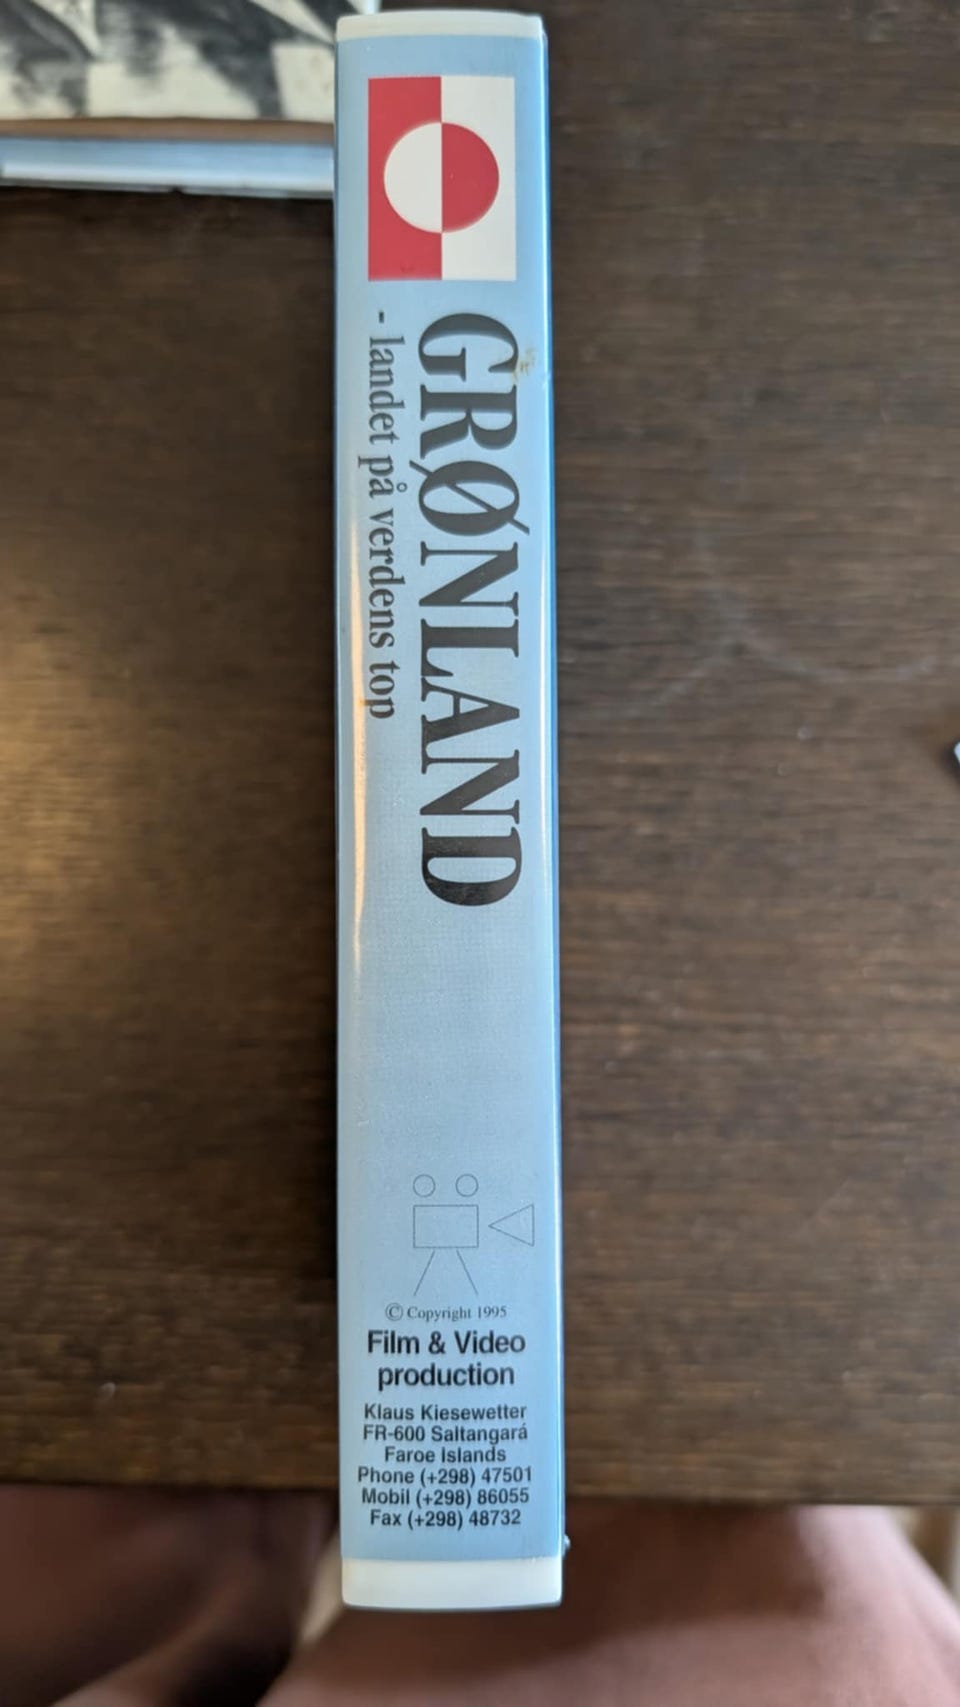 GRØNLAND
- landet på verdens top
© Copyright 1995
Film & Video
production
Klaus Kiesewetter
FR-600 Saltangará
Faroe Islands
Phone (+298) 47501
Mobil (+298) 86055
Fax (+298) 48732